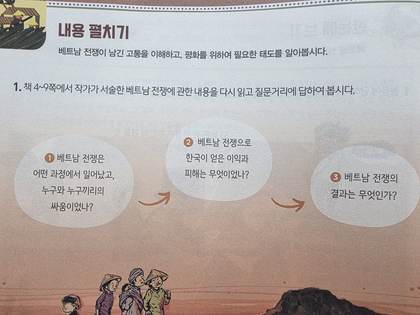 내용 펼치기
베트남 전쟁이 남긴 고통을 이해하고, 평화를 위하여 필요한 태도를 알아봅시다.
1. 책 4~9쪽에서 작가가 서술한 베트남 전쟁에 관한 내용을 다시 읽고 질문거리에 답하여 봅시다.
1 베트남 전쟁은
어떤 과정에서 일어났고,
누구와 누구끼리의
싸움이었나?
2 베트남 전쟁으로
한국이 얻은 이익과
피해는 무엇이었나?
3 베트남 전쟁의
결과는 무엇인가?